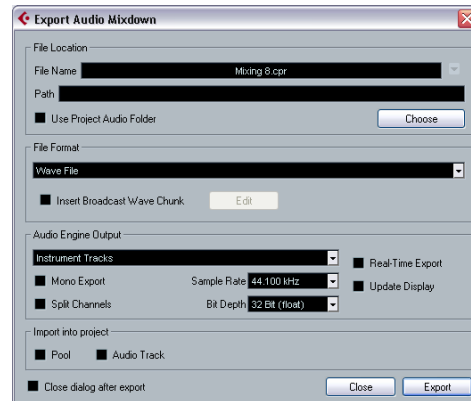 Export Audio Mixdown
File Location
File Name Mixing 8.cpr
Path
Use Project Audio Folder Choose
File Format
Wave File
Insert Broadcast Wave Chunk Edit
Audio Engine Output
Instrument Tracks
Real-Time Export
Mono Export Sample Rate 44.100 kHz
Update Display
Split Channels Bit Depth 32 Bit (float)
Import into project
Pool Audio Track
Close dialog after export Close Export